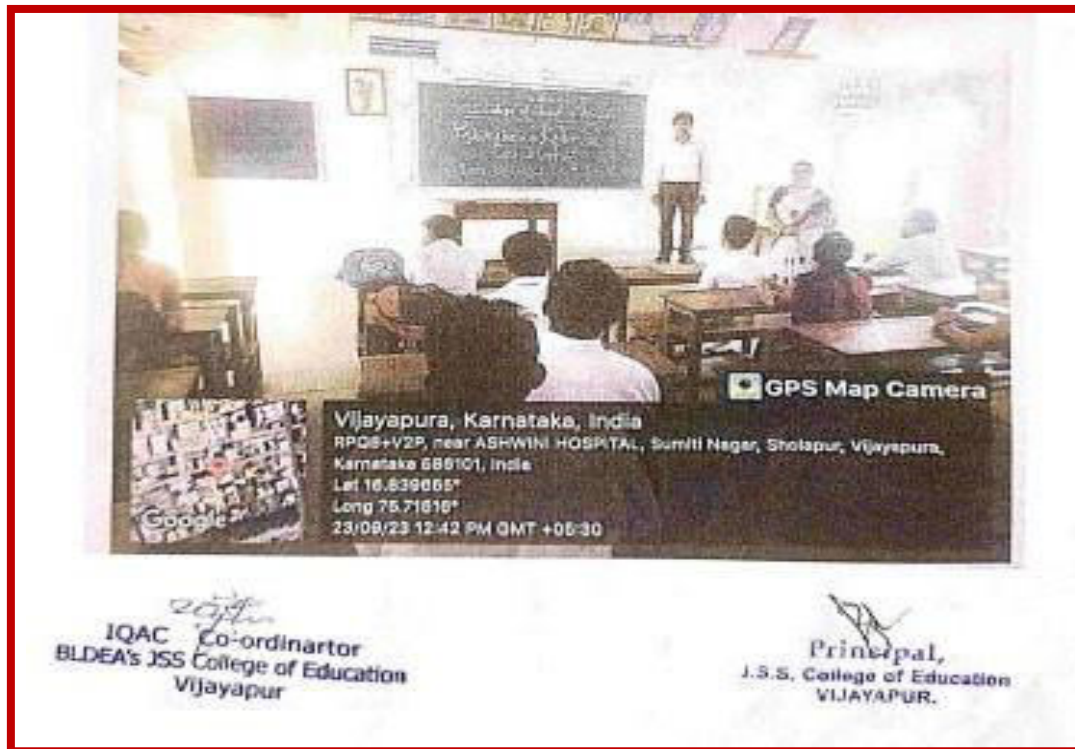 GPS Map Camera
Vijayapura, Karnataka, India
RPQ8+V2P, near ASHWINI HOSPITAL, Sumiti Nagar, Sholapur, Vijayapura,
Karnataka 586101, India
Lat 16.839665°
Long 75.71616°
23/09/23 12:42 PM GMT +05:30
Google
IQAC Co-ordinartor
BLDEA's JSS College of Education
Vijayapur
Principal,
J.S.S. College of Education
VIJAYAPUR.